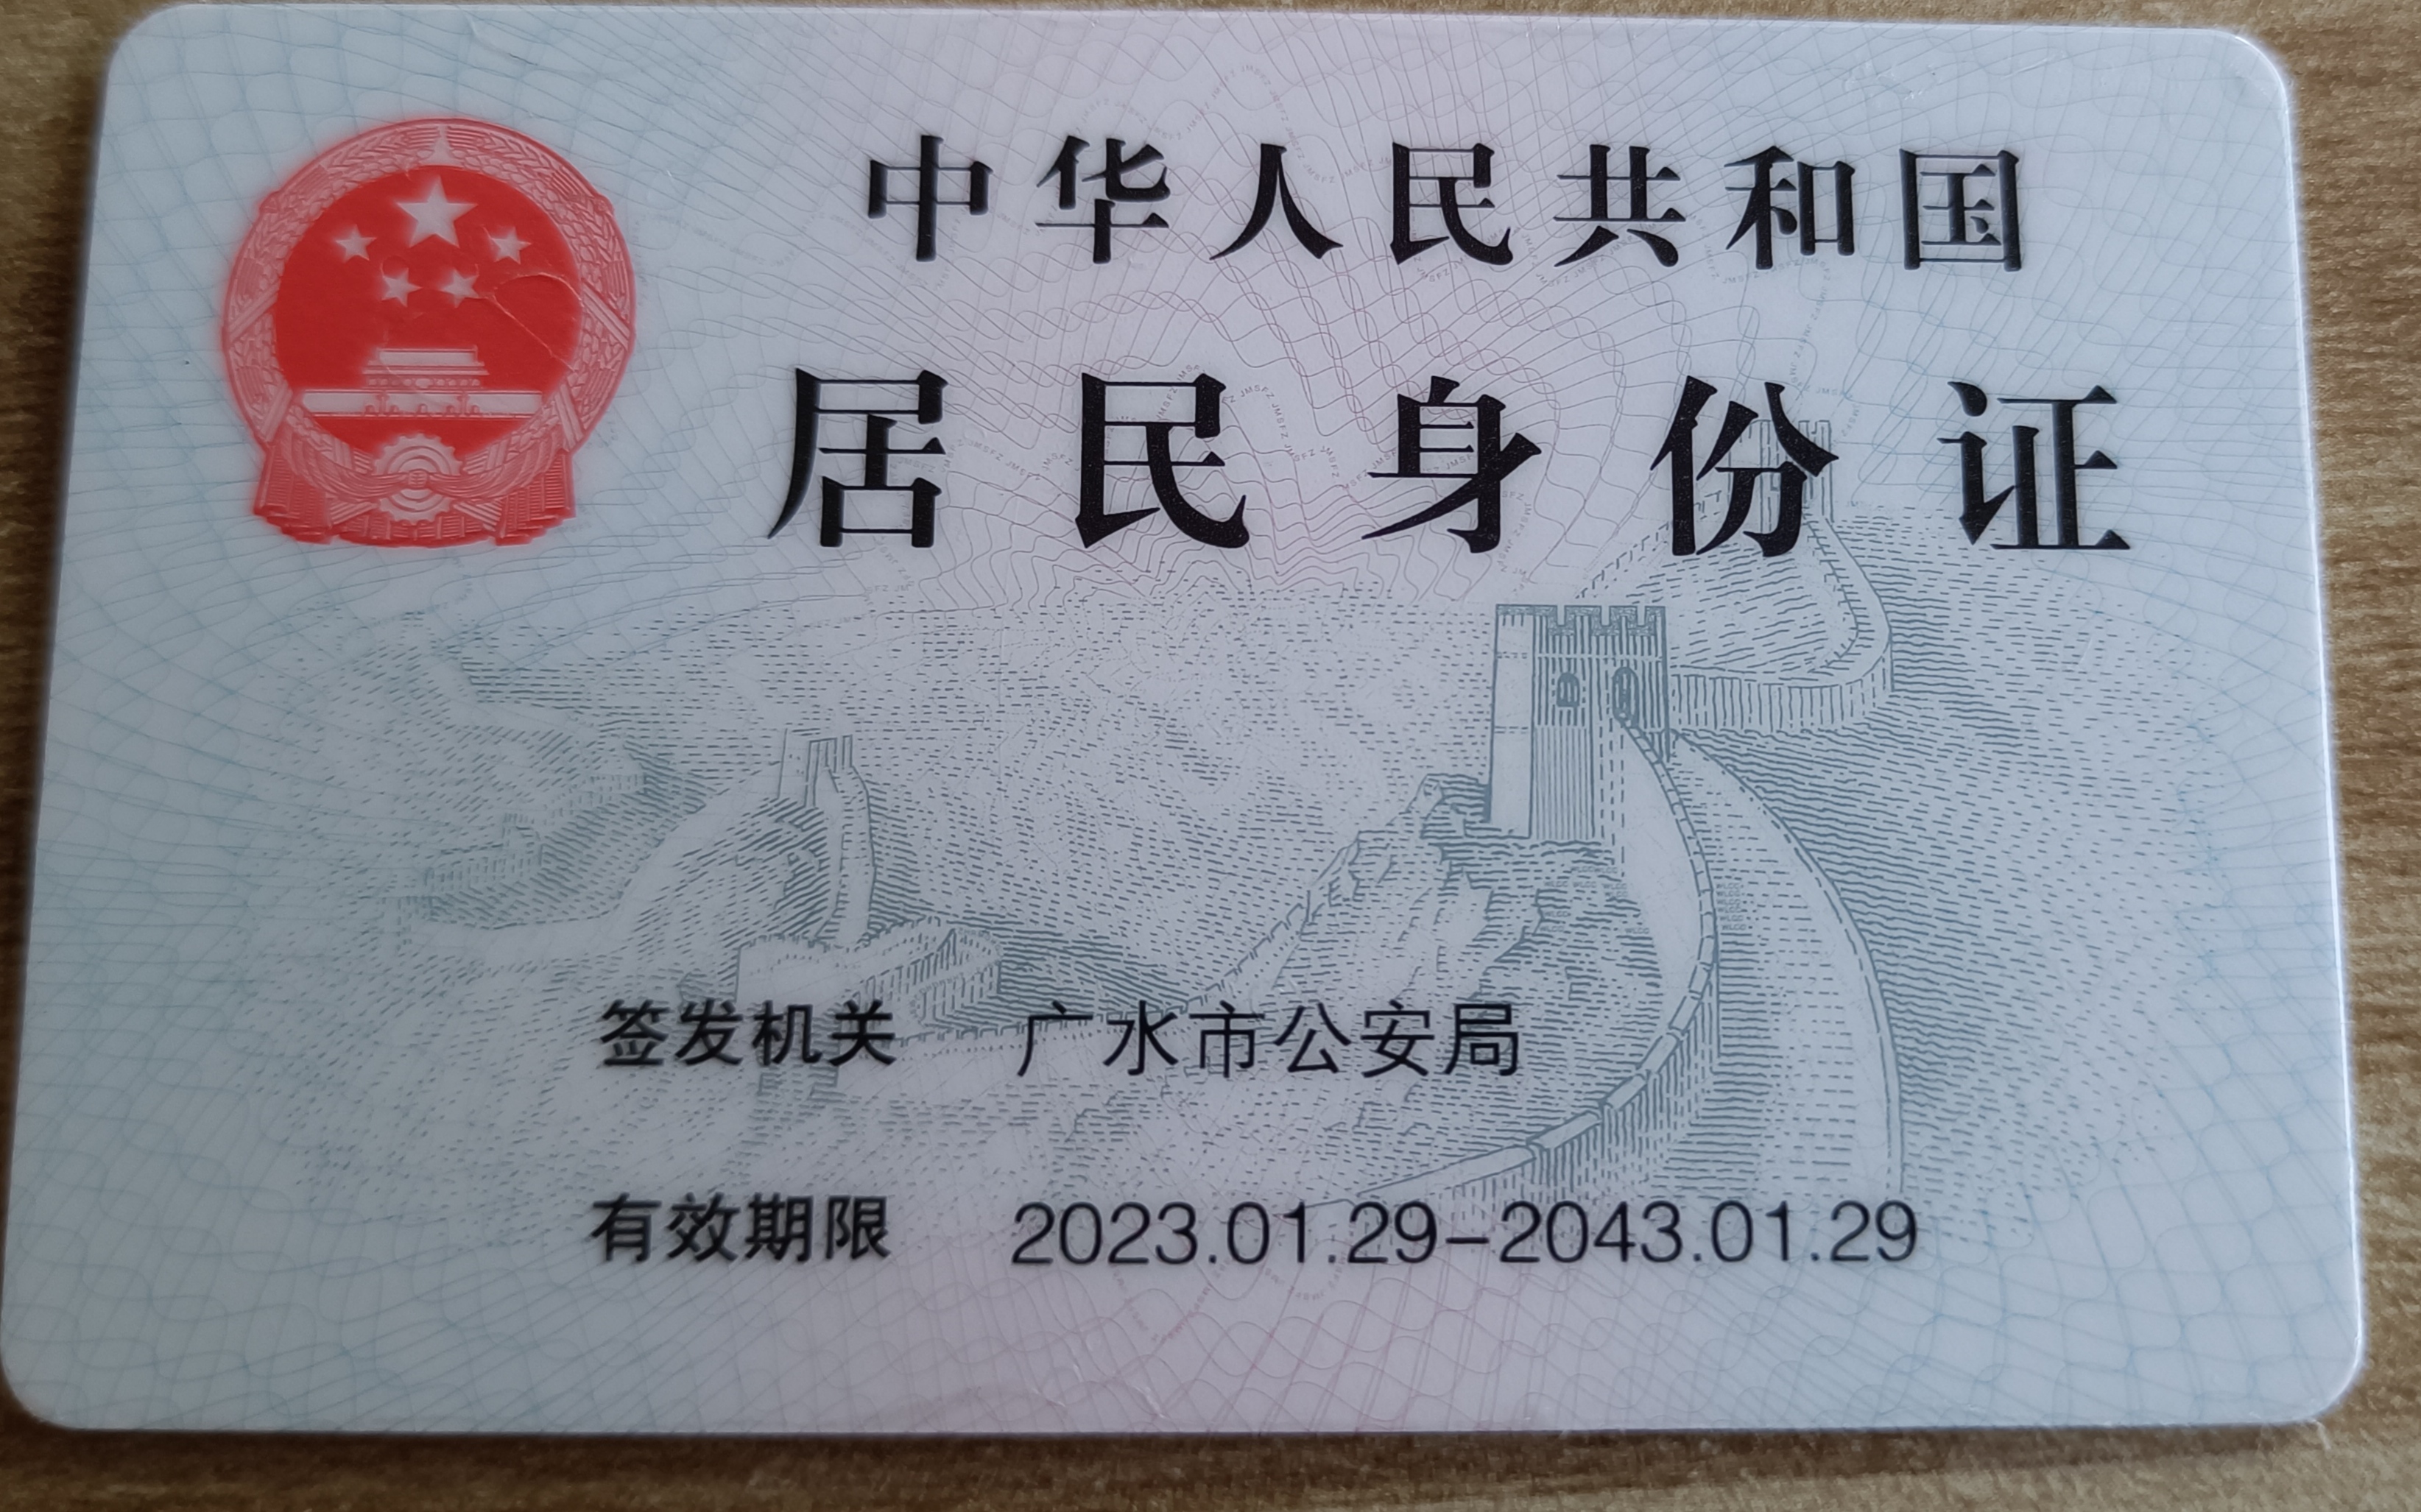 中华人民共和国
居民身份证
签发机关 广水市公安局
有效期限 2023.01.29-2043.01.29